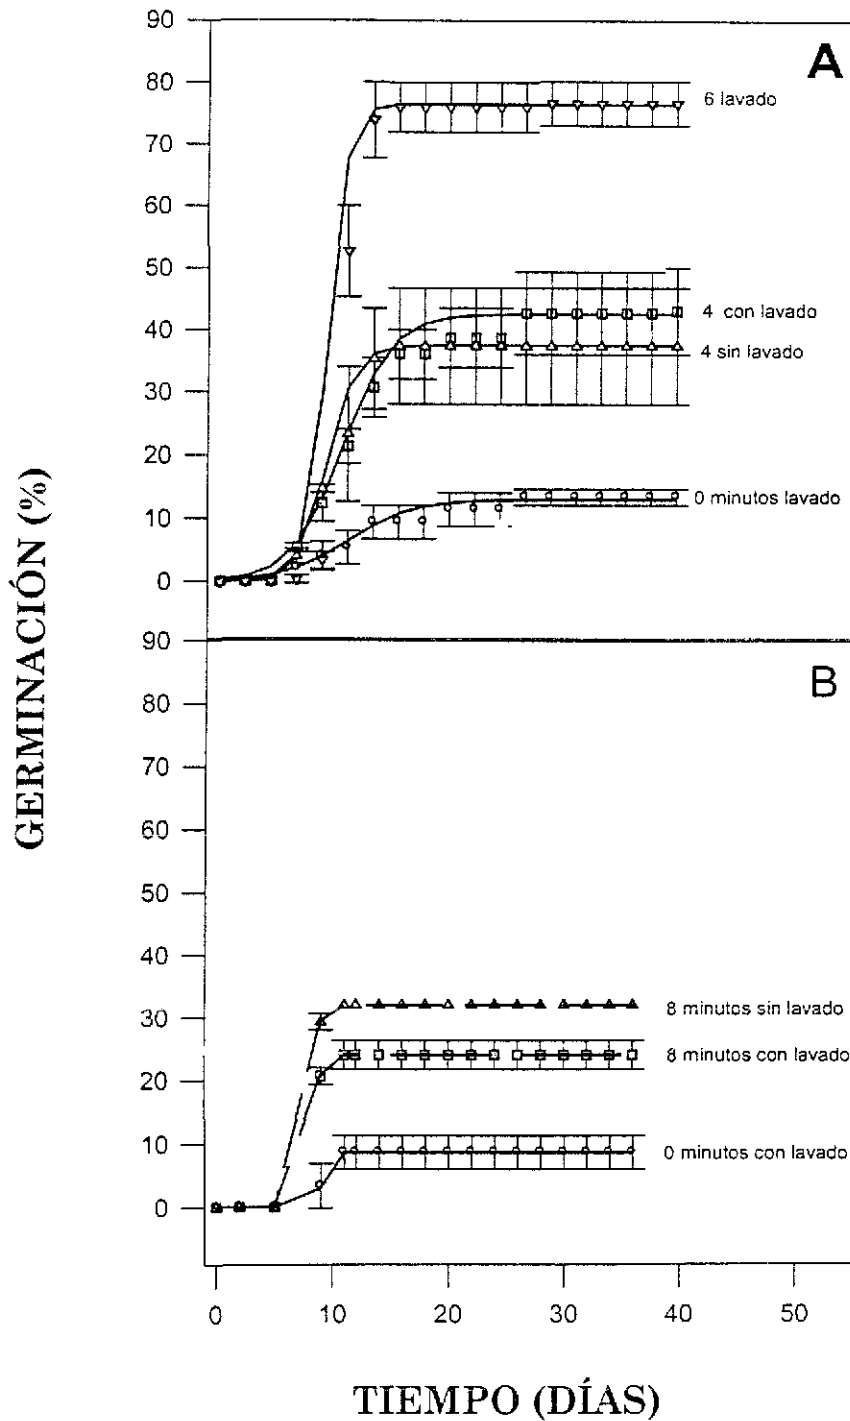 GERMINACIÓN (%)
90
80
70
60
50
40
30
20
10
0
A
6 lavado
4 con lavado
4 sin lavado
0 minutos lavado
90
80
70
60
50
40
30
20
10
0
B
8 minutos sin lavado
8 minutos con lavado
0 minutos con lavado
0 10 20 30 40 50
TIEMPO (DÍAS)